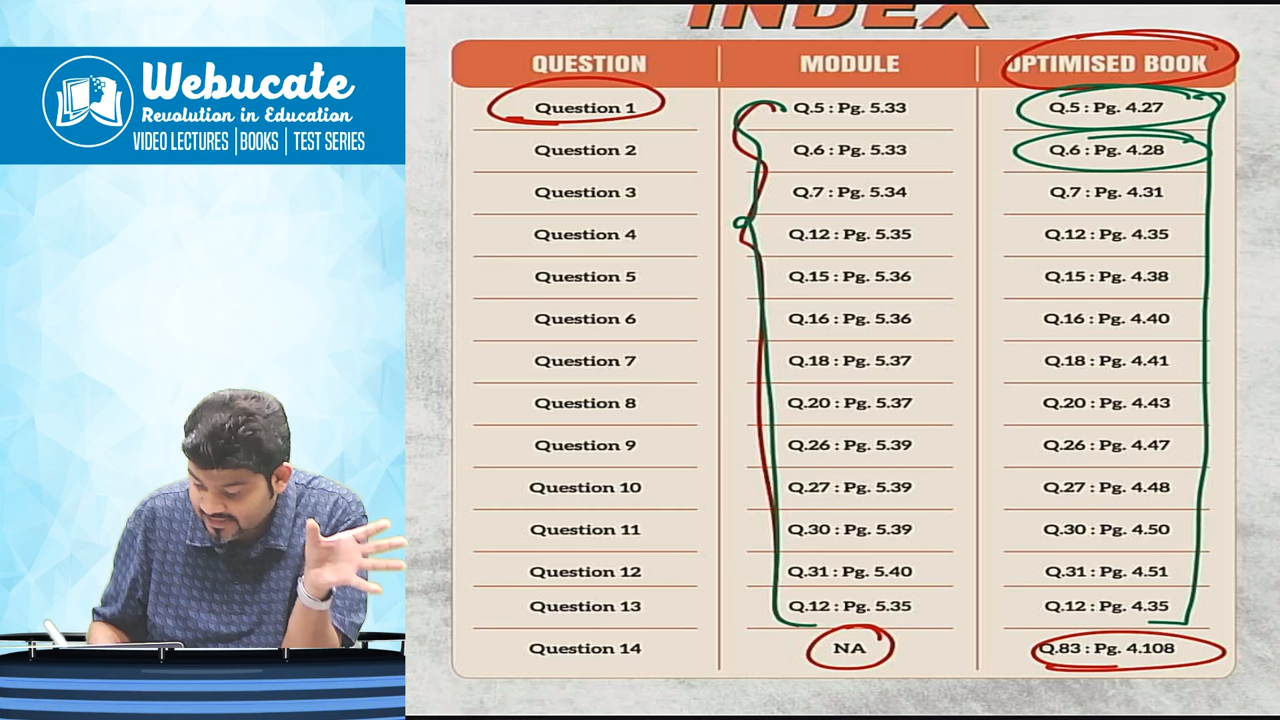 Webucate
Revolution in Education
VIDEO LECTURES | BOOKS | TEST SERIES
INDEX
QUESTION MODULE OPTIMISED BOOK
Question 1 Q.5 : Pg. 5.33 Q.5 : Pg. 4.27
Question 2 Q.6 : Pg. 5.33 Q.6 : Pg. 4.28
Question 3 Q.7 : Pg. 5.34 Q.7 : Pg. 4.31
Question 4 Q.12 : Pg. 5.35 Q.12 : Pg. 4.35
Question 5 Q.15 : Pg. 5.36 Q.15 : Pg. 4.38
Question 6 Q.16 : Pg. 5.36 Q.16 : Pg. 4.40
Question 7 Q.18 : Pg. 5.37 Q.18 : Pg. 4.41
Question 8 Q.20 : Pg. 5.37 Q.20 : Pg. 4.43
Question 9 Q.26 : Pg. 5.39 Q.26 : Pg. 4.47
Question 10 Q.27 : Pg. 5.39 Q.27 : Pg. 4.48
Question 11 Q.30 : Pg. 5.39 Q.30 : Pg. 4.50
Question 12 Q.31 : Pg. 5.40 Q.31 : Pg. 4.51
Question 13 Q.12 : Pg. 5.35 Q.12 : Pg. 4.35
Question 14 NA Q.83 : Pg. 4.108